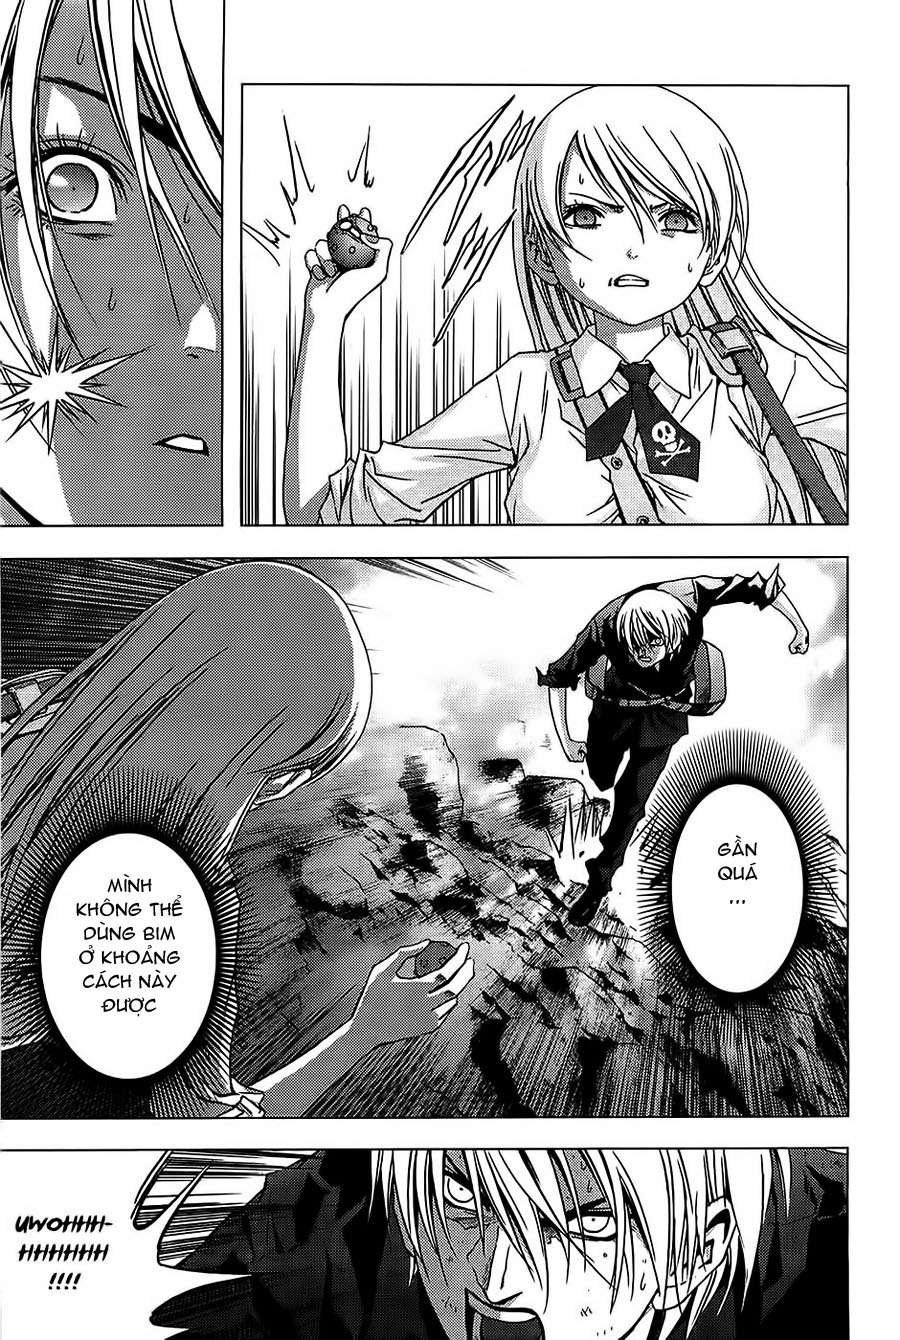 GẦN
QUÁ
...
MÌNH
KHÔNG THỂ
DÙNG BIM
Ở KHOẢNG
CÁCH NÀY
ĐƯỢC
UWOHHH-
HHHHHHH
!!!!